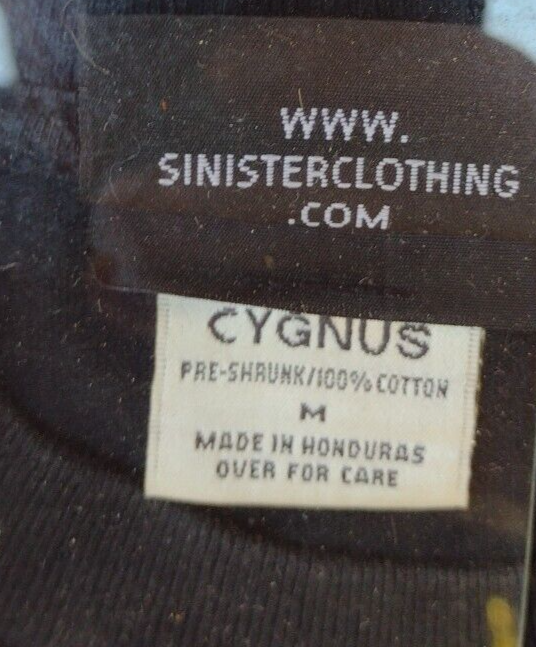 WWW.
SINISTERCLOTHING
.COM
CYGNUS
PRE-SHRUNK/100% COTTON
M
MADE IN HONDURAS
OVER FOR CARE